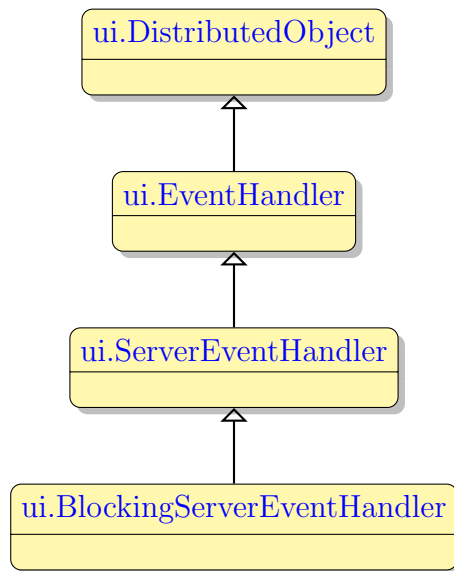 ui.DistributedObject
ui.EventHandler
ui.ServerEventHandler
ui.BlockingServerEventHandler